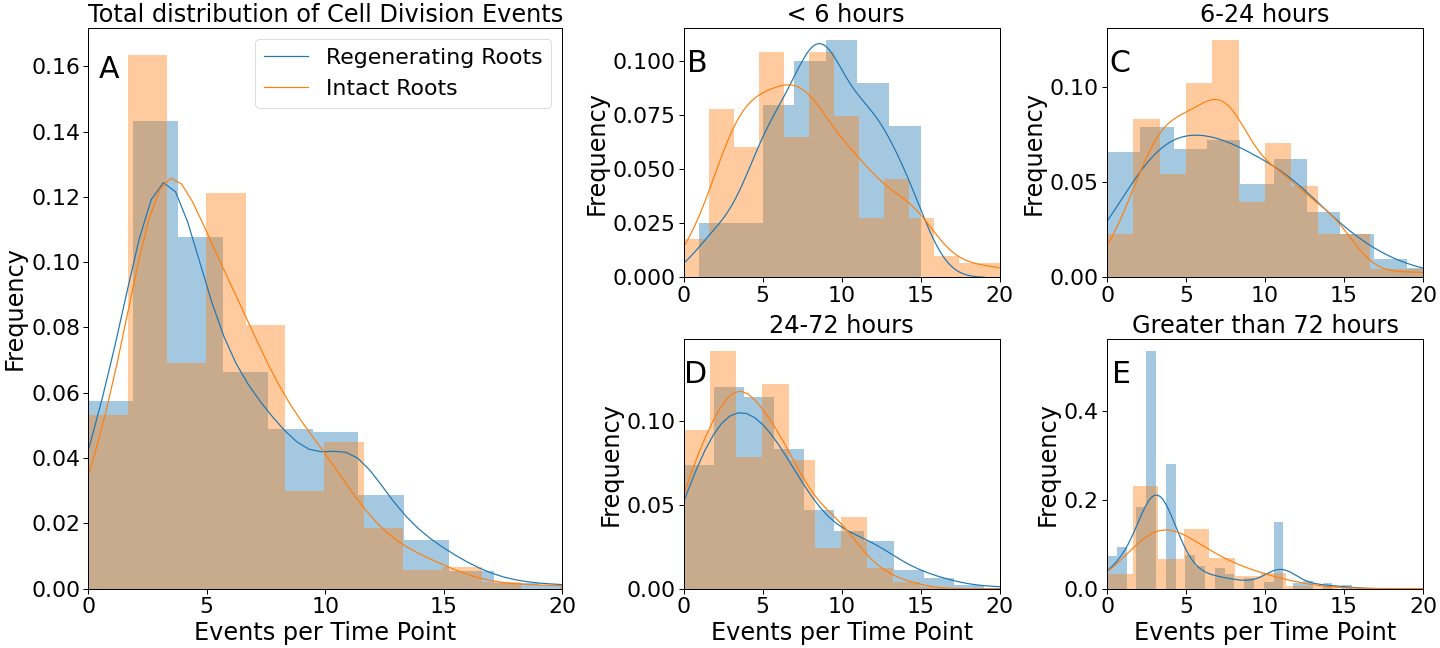 Total distribution of Cell Division Events
A
Regenerating Roots
Intact Roots
Frequency
0.16
0.14
0.12
0.10
0.08
0.06
0.04
0.02
0.00
0 5 10 15 20
Events per Time Point
< 6 hours
B
Frequency
0.100
0.075
0.050
0.025
0.000
0 5 10 15 20
6-24 hours
C
Frequency
0.10
0.05
0.00
0 5 10 15 20
24-72 hours
D
Frequency
0.10
0.05
0.00
0 5 10 15 20
Events per Time Point
Greater than 72 hours
E
Frequency
0.4
0.2
0.0
0 5 10 15 20
Events per Time Point